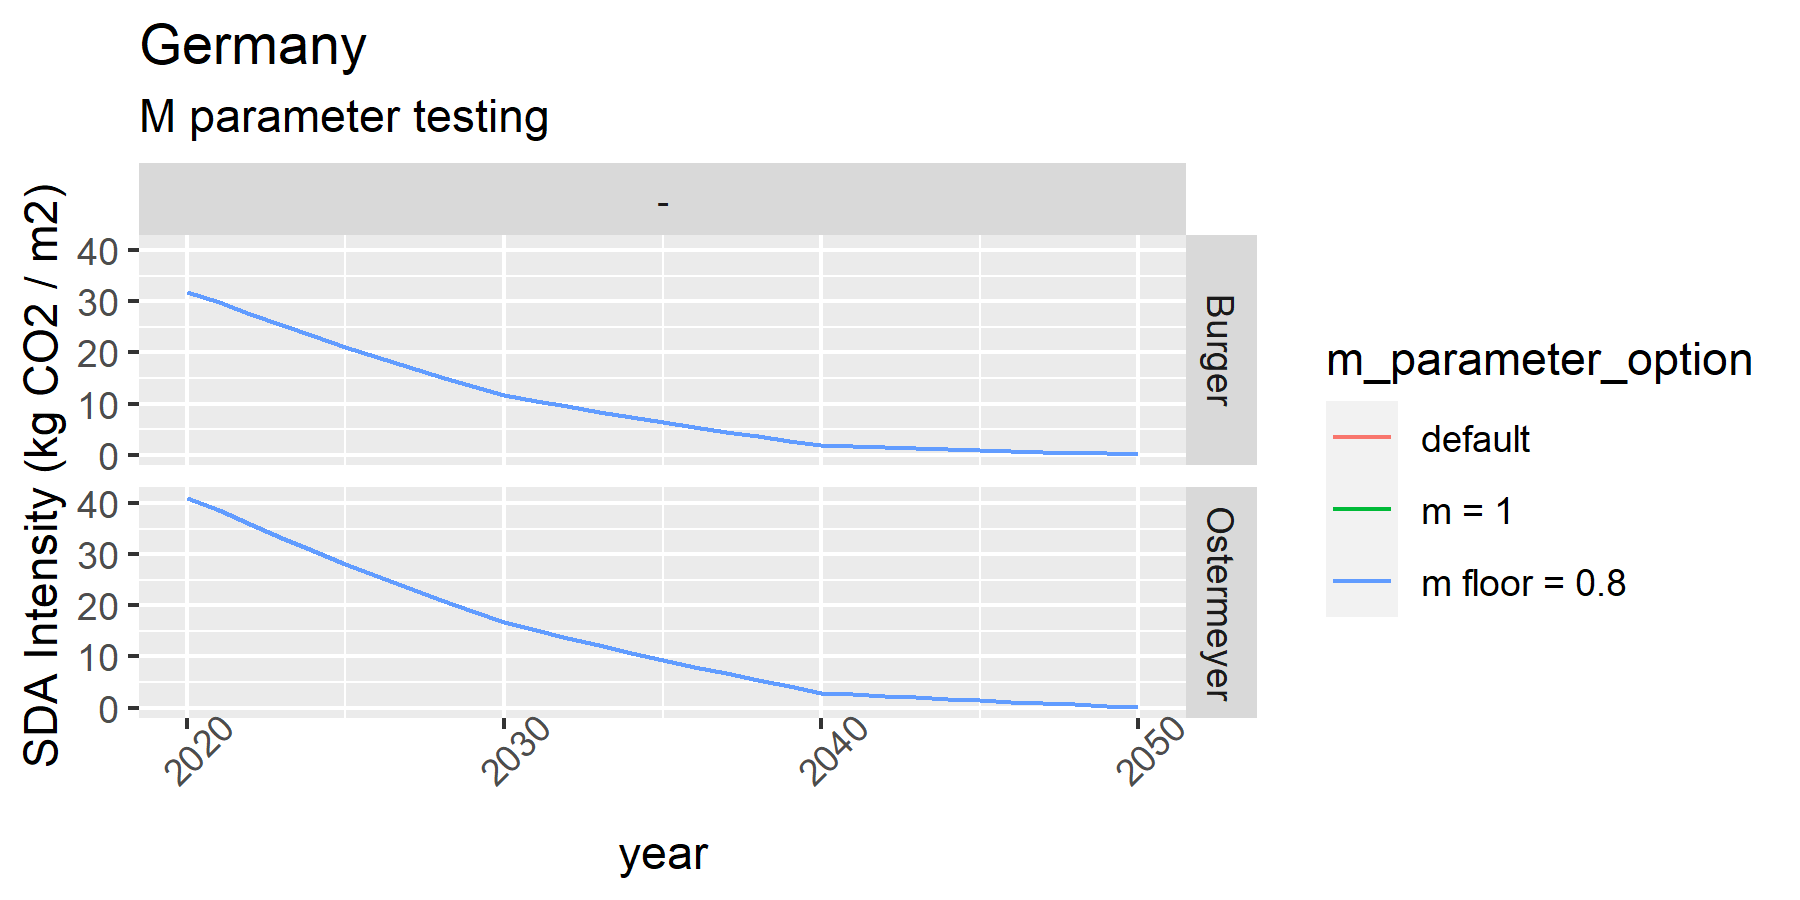 Germany
M parameter testing
-
SDA Intensity (kg CO2 / m2)
40
30
20
10
0
Burger
40
30
20
10
0
Ostermeyer
2020
2030
2040
2050
year
m_parameter_option
default
m = 1
m floor = 0.8